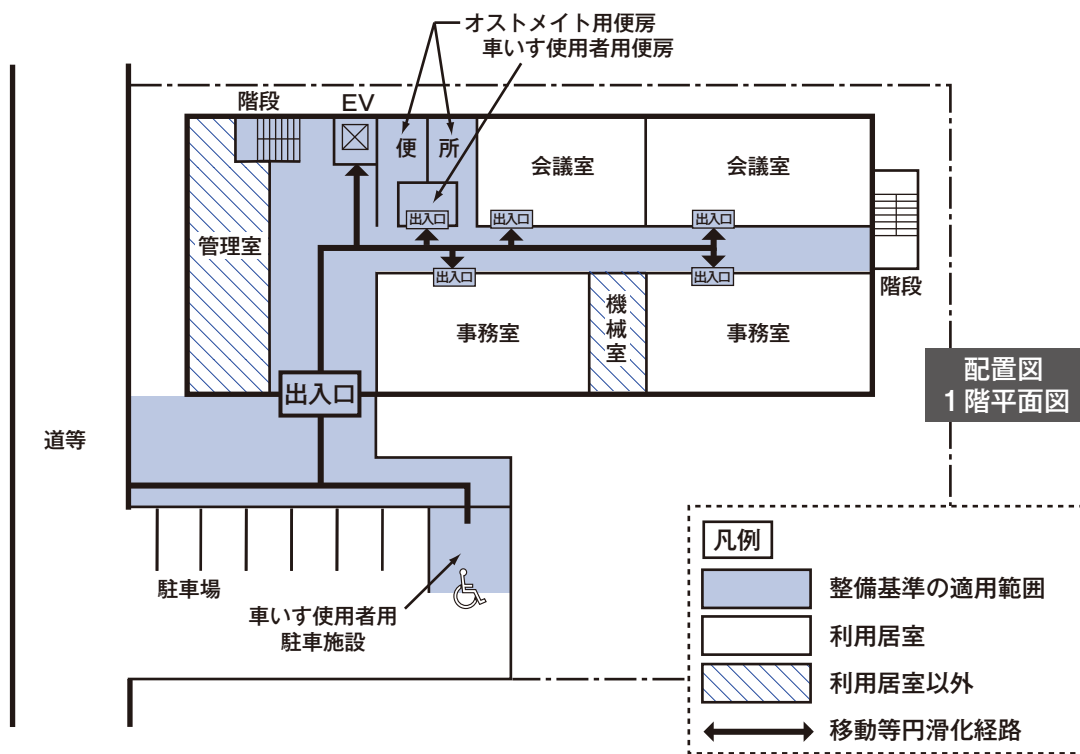 オストメイト用便房
車いす使用者用便房
階段
EV
便
所
会議室
会議室
出入口
出入口
出入口
管理室
出入口
出入口
階段
機械室
事務室
事務室
出入口
配置図
1階平面図
道等
駐車場
車いす使用者用
駐車施設
凡例
整備基準の適用範囲
利用居室
利用居室以外
移動等円滑化経路